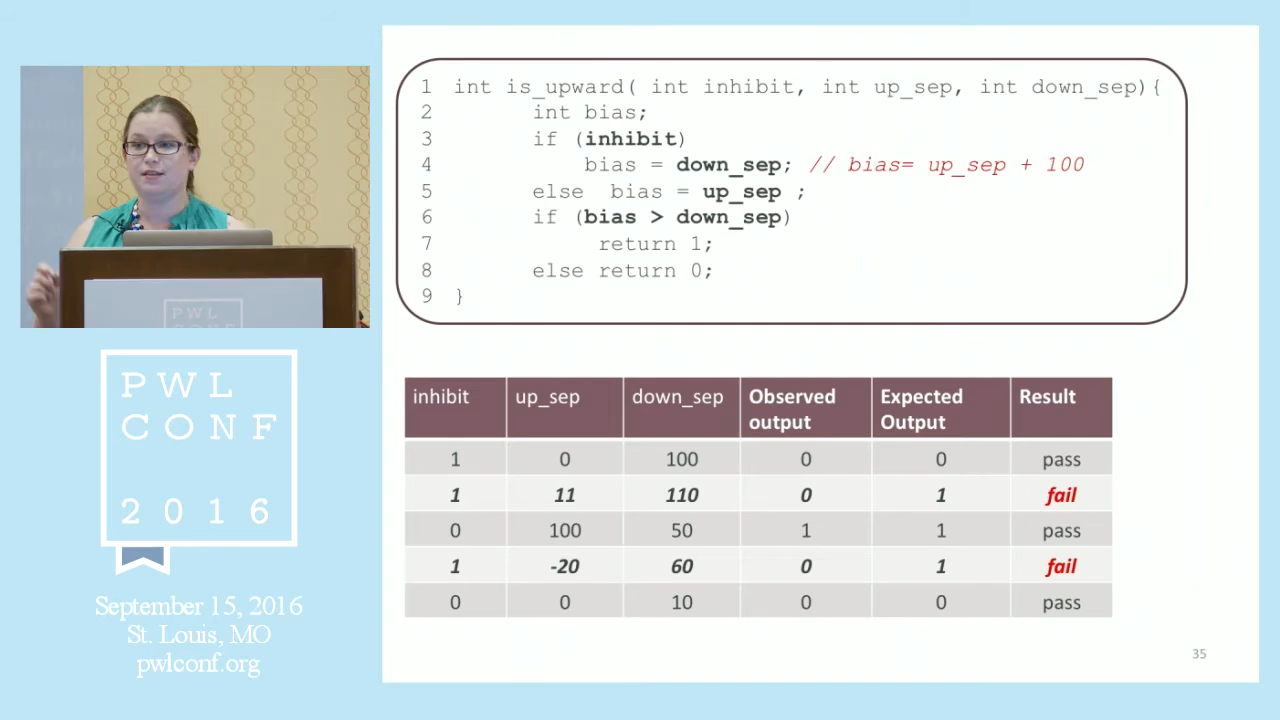 1 int is_upward( int inhibit, int up_sep, int down_sep){
2 int bias;
3 if (inhibit)
4 bias = down_sep; // bias= up_sep + 100
5 else bias = up_sep ;
6 if (bias > down_sep)
7 return 1;
8 else return 0;
9 }
inhibit up_sep down_sep Observed output Expected Output Result
1 0 100 0 0 pass
1 11 110 0 1 fail
0 100 50 1 1 pass
1 -20 60 0 1 fail
0 0 10 0 0 pass
35
PWL
PWL
CONF
2016
September 15, 2016
St. Louis, MO
pwlconf.org